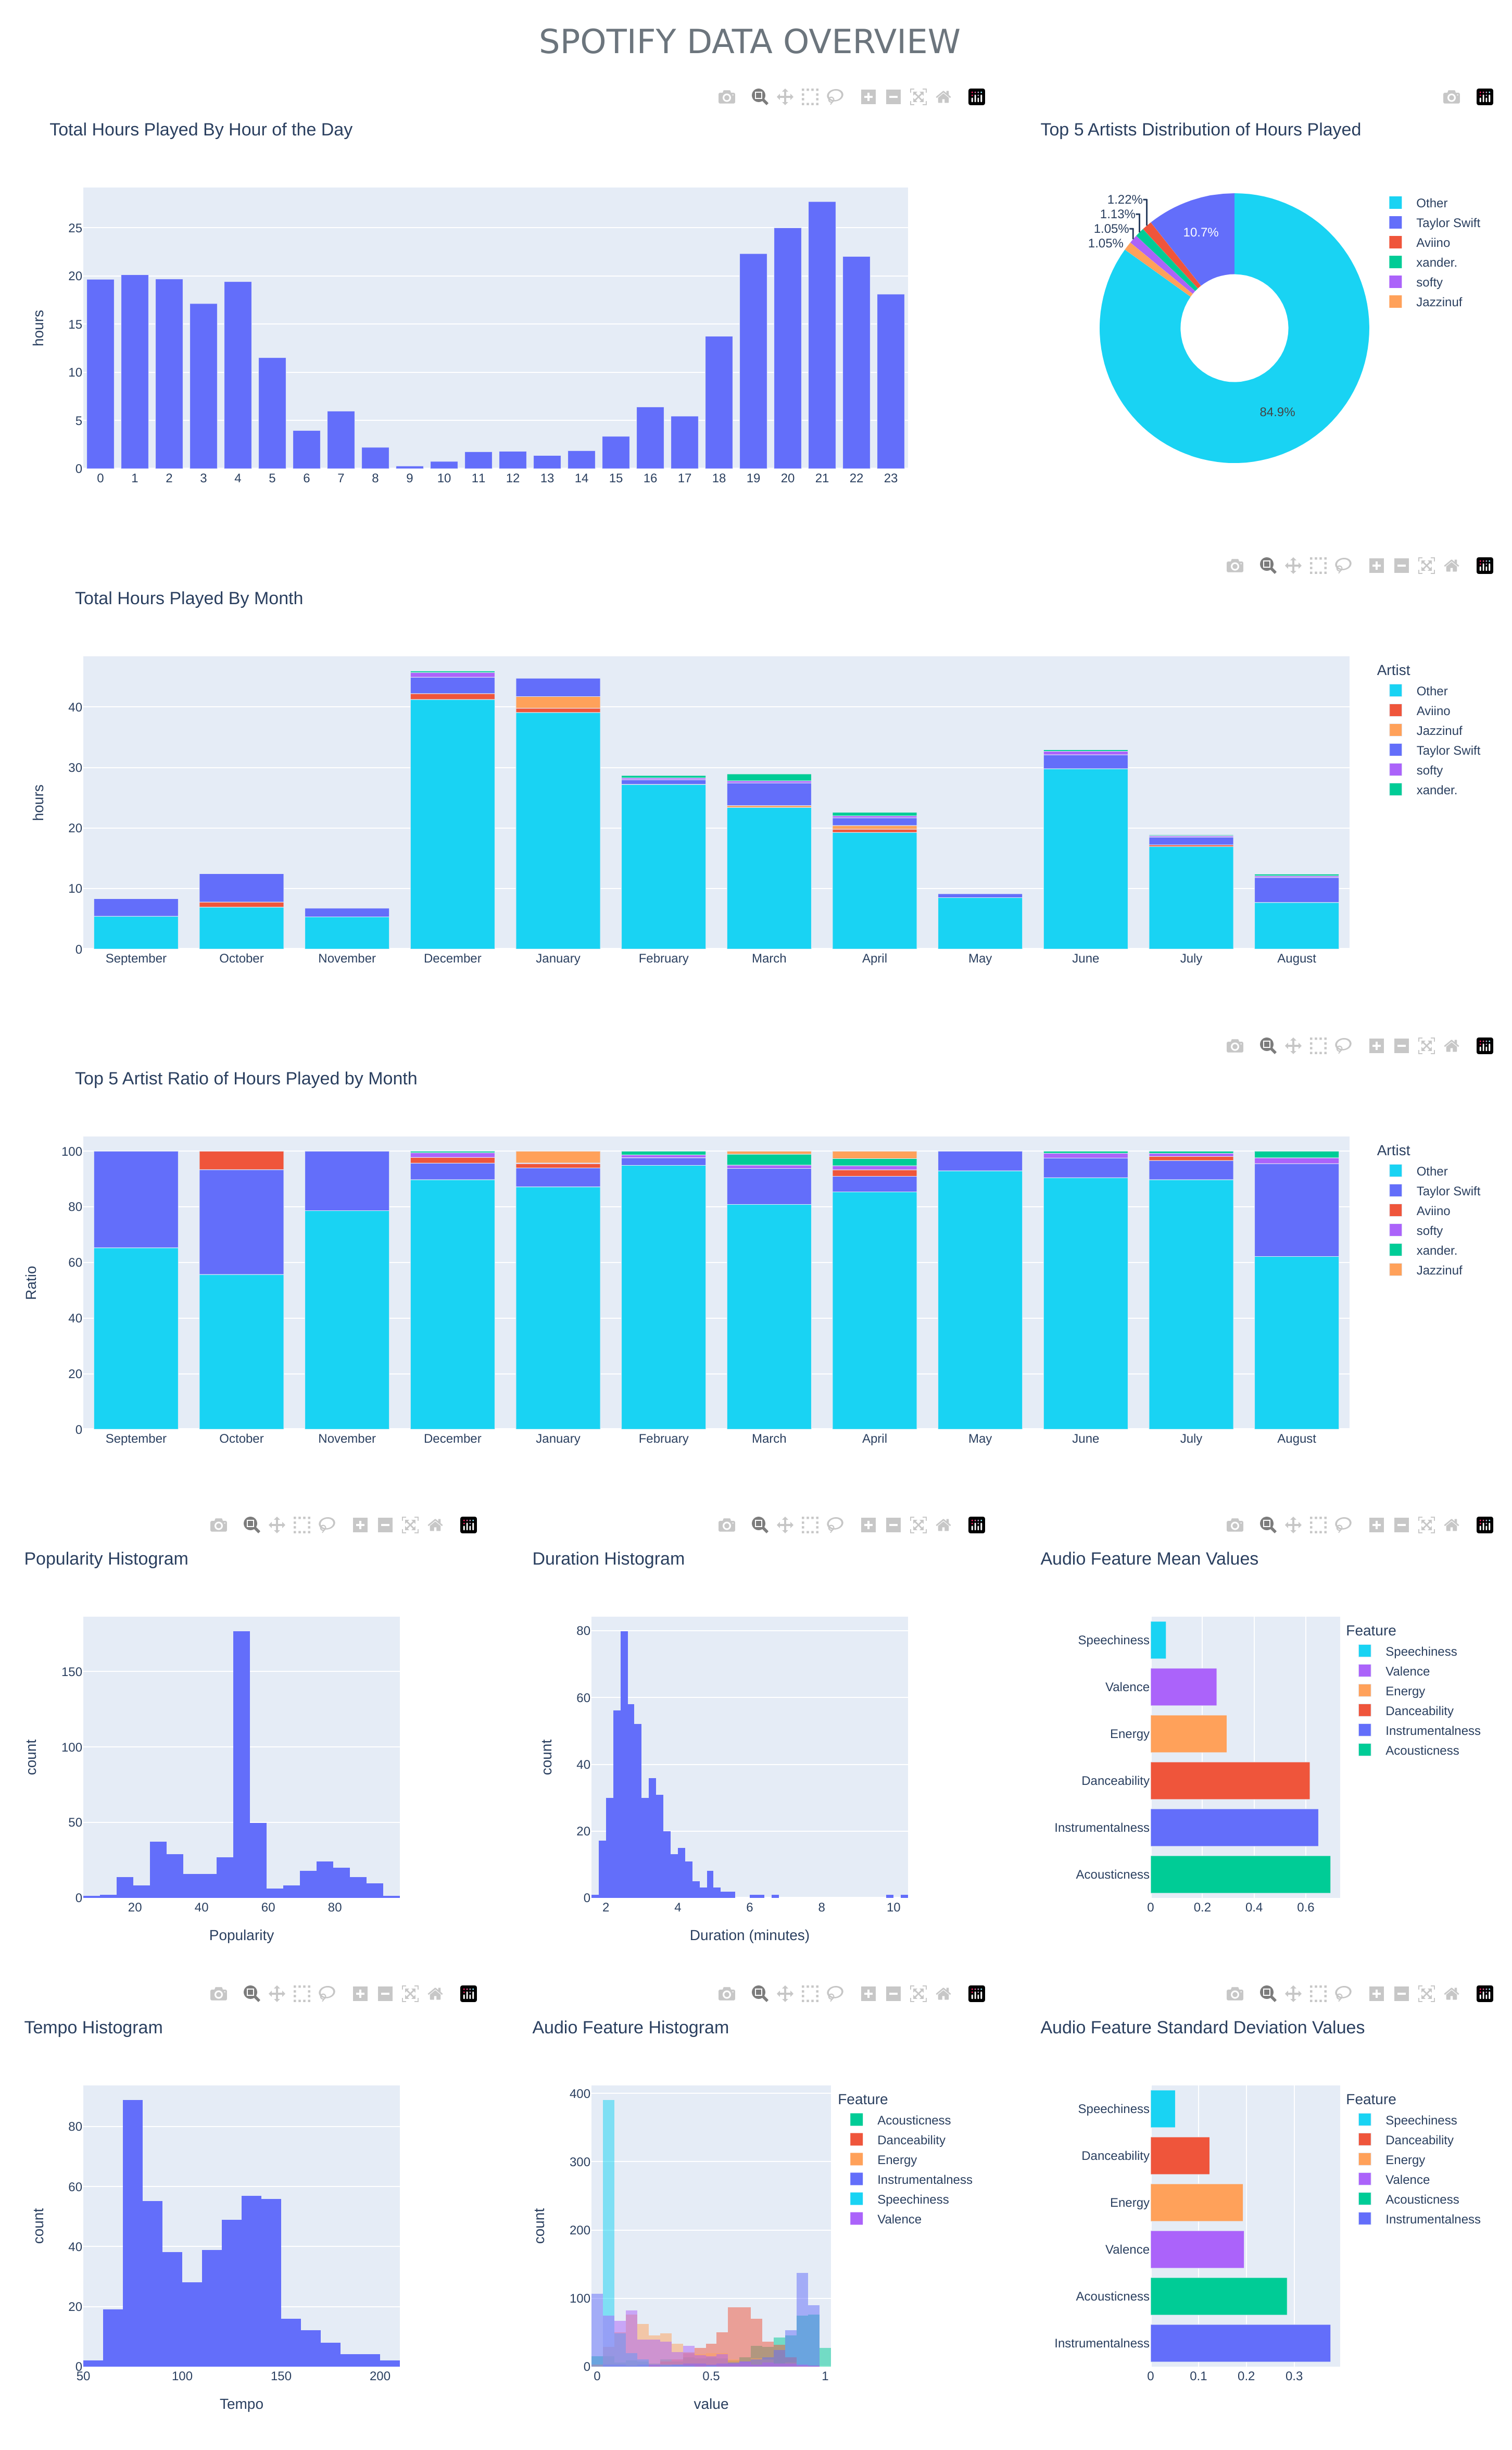 SPOTIFY DATA OVERVIEW
Total Hours Played By Hour of the Day
hours
25
20
15
10
5
0
0 1 2 3 4 5 6 7 8 9 10 11 12 13 14 15 16 17 18 19 20 21 22 23
Top 5 Artists Distribution of Hours Played
1.22%
1.13%
1.05%
1.05%
10.7%
84.9%
Other
Taylor Swift
Aviino
xander.
softy
Jazzinuf
Total Hours Played By Month
hours
40
30
20
10
0
September October November December January February March April May June July August
Artist
Other
Aviino
Jazzinuf
Taylor Swift
softy
xander.
Top 5 Artist Ratio of Hours Played by Month
Ratio
100
80
60
40
20
0
September October November December January February March April May June July August
Artist
Other
Taylor Swift
Aviino
softy
xander.
Jazzinuf
Popularity Histogram
count
150
100
50
0
20 40 60 80
Popularity
Duration Histogram
count
80
60
40
20
0
2 4 6 8 10
Duration (minutes)
Audio Feature Mean Values
Speechiness
Valence
Energy
Danceability
Instrumentalness
Acousticness
0 0.2 0.4 0.6
Feature
Speechiness
Valence
Energy
Danceability
Instrumentalness
Acousticness
Tempo Histogram
count
80
60
40
20
0
50 100 150 200
Tempo
Audio Feature Histogram
count
400
300
200
100
0
0 0.5 1
value
Feature
Acousticness
Danceability
Energy
Instrumentalness
Speechiness
Valence
Audio Feature Standard Deviation Values
Speechiness
Danceability
Energy
Valence
Acousticness
Instrumentalness
0 0.1 0.2 0.3
Feature
Speechiness
Danceability
Energy
Valence
Acousticness
Instrumentalness